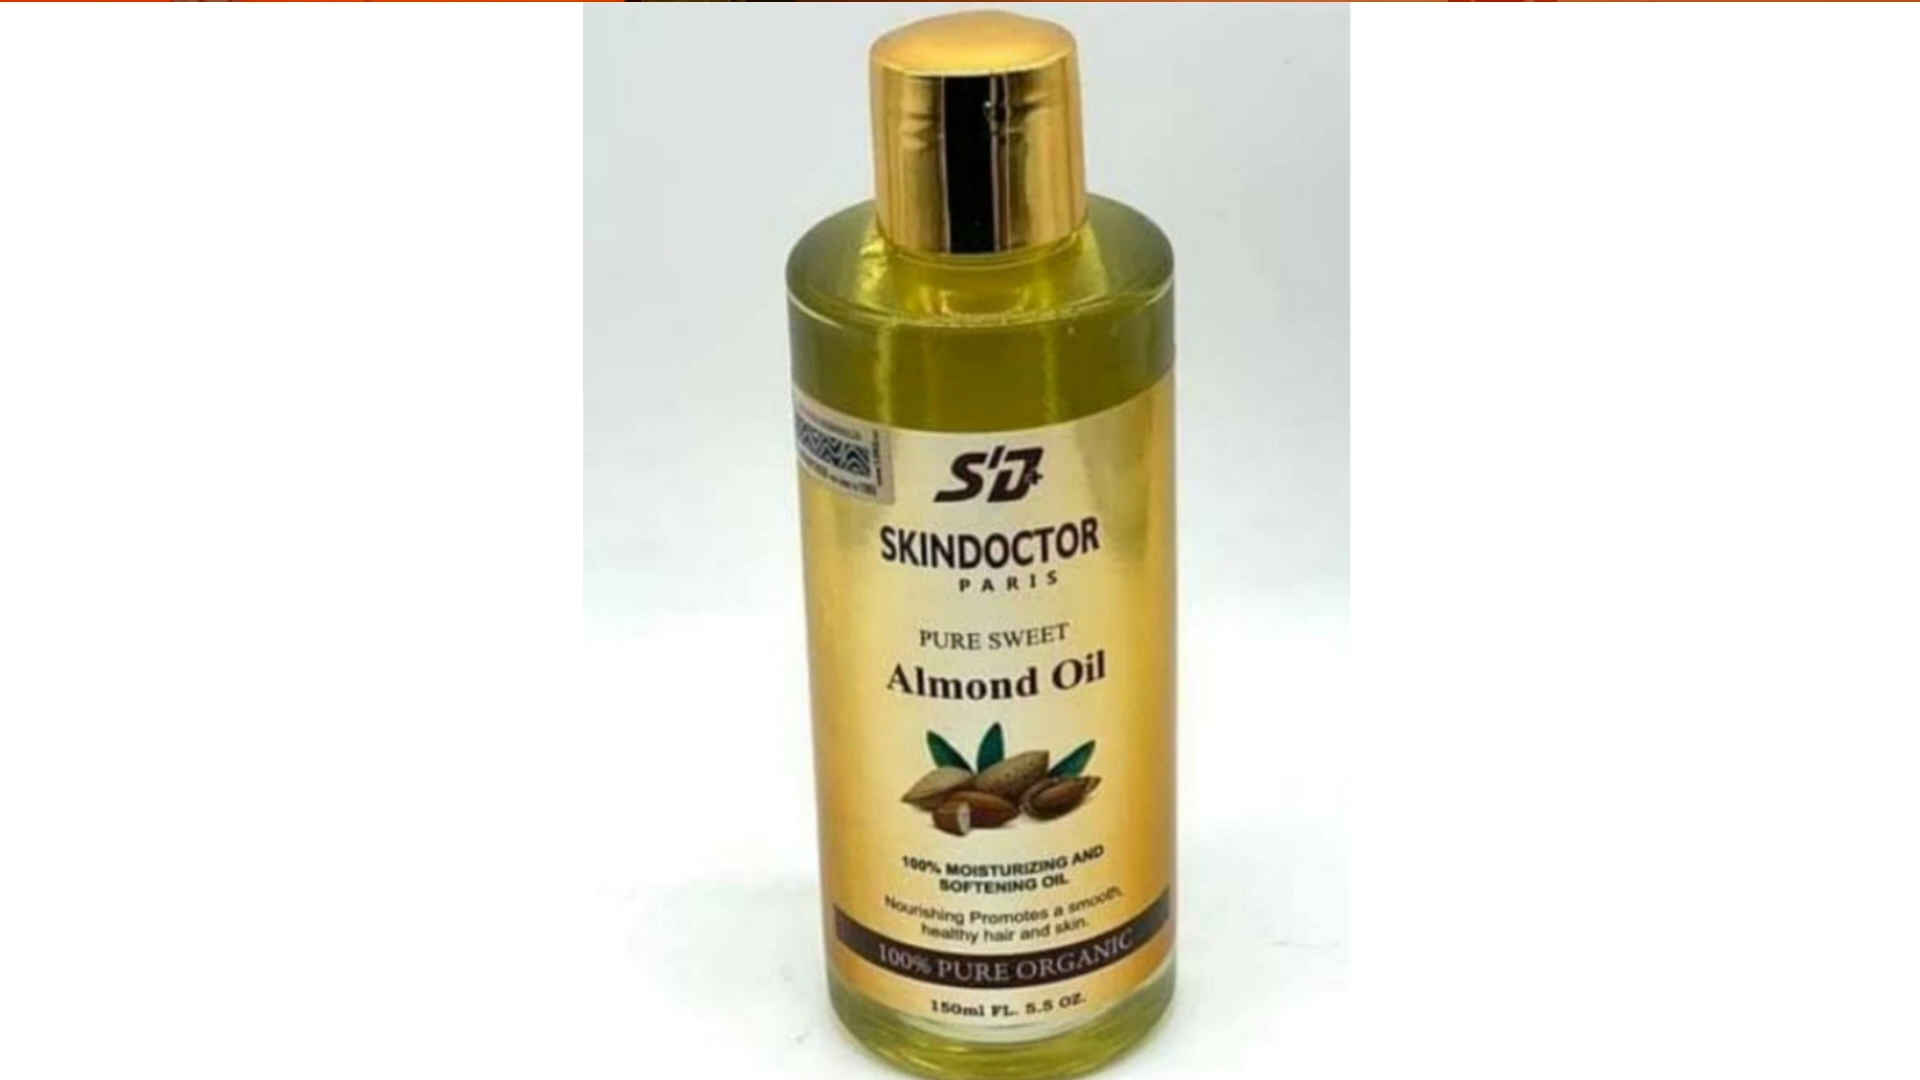 S'D
SKINDOCTOR
PARIS
PURE SWEET
Almond Oil
100% MOISTURIZING AND
SOFTENING OIL
Nourishing Promotes a smooth,
healthy hair and skin.
100% PURE ORGANIC
150ml FL. 5.5 OZ.